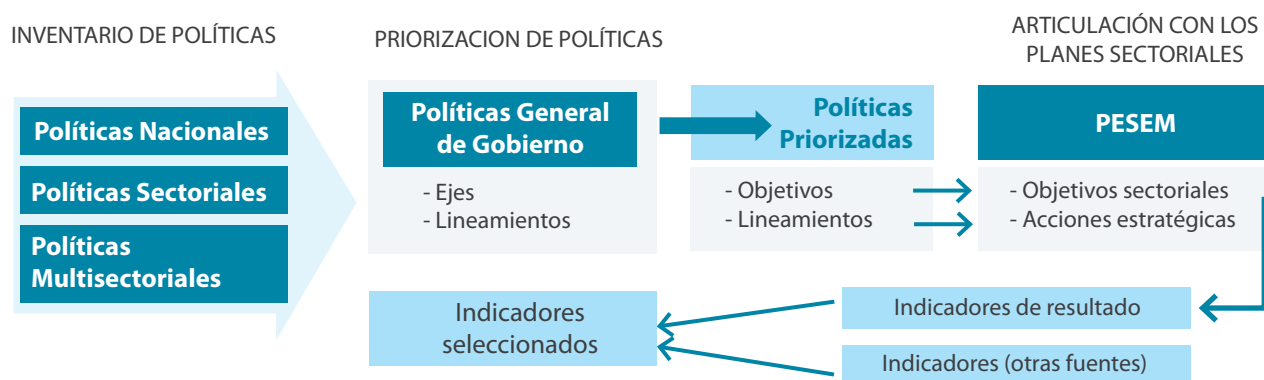 INVENTARIO DE POLÍTICAS
Políticas Nacionales
Políticas Sectoriales
Políticas
Multisectoriales
PRIORIZACION DE POLÍTICAS
Políticas General
de Gobierno
- Ejes
- Lineamientos
Políticas
Priorizadas
- Objetivos
- Lineamientos
ARTICULACIÓN CON LOS
PLANES SECTORIALES
PESEM
- Objetivos sectoriales
- Acciones estratégicas
Indicadores de resultado
Indicadores (otras fuentes)
Indicadores
seleccionados